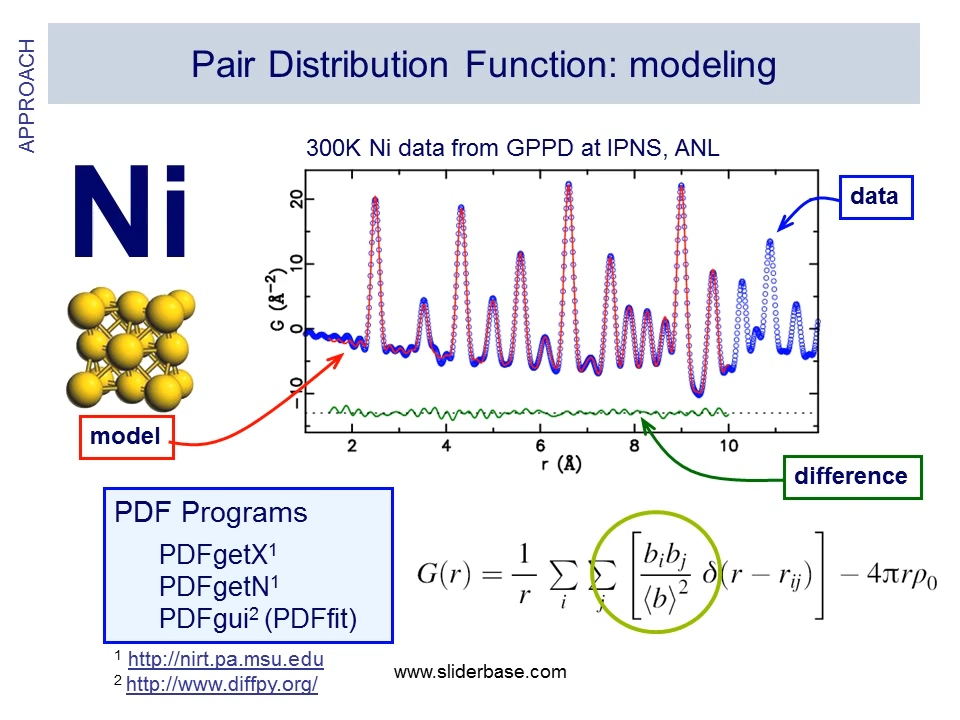 APPROACH
Pair Distribution Function: modeling
300K Ni data from GPPD at IPNS, ANL
Ni
data
G (Å⁻²)
20
10
0
−10
2 4 6 8 10
r (Å)
model
difference
PDF Programs
PDFgetX¹
PDFgetN¹
PDFgui² (PDFfit)
G(r) = 1/r ∑i ∑j [bibj/⟨b⟩² δ(r − rij)] − 4πrρ₀
¹ http://nirt.pa.msu.edu
² http://www.diffpy.org/
www.sliderbase.com